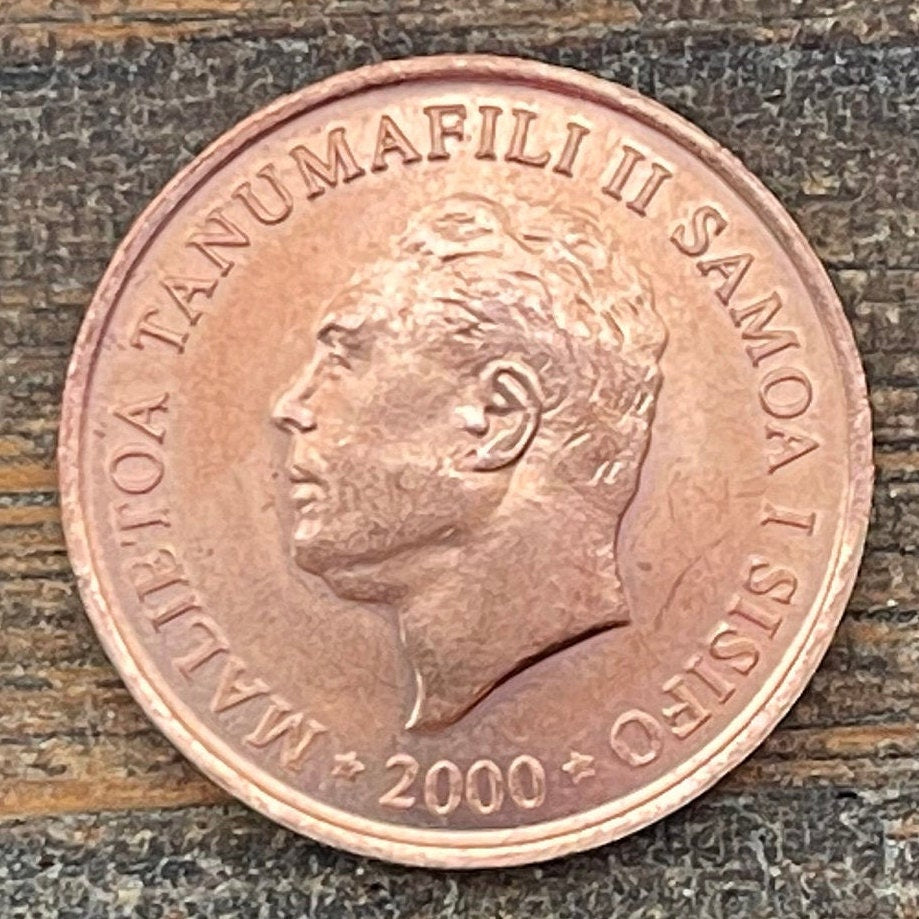 MALIETOA TANUMAFILI II SAMOA I SISIFO
★ 2000 ★